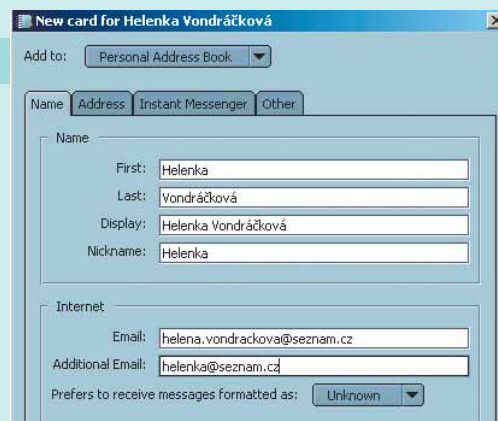 New card for Helenka Vondráčková
Add to: Personal Address Book
Name Address Instant Messenger Other
Name
First: Helenka
Last: Vondráčková
Display: Helenka Vondráčková
Nickname: Helenka
Internet
Email: helena.vondrackova@seznam.cz
Additional Email: helenka@seznam.cz
Prefers to receive messages formatted as: Unknown